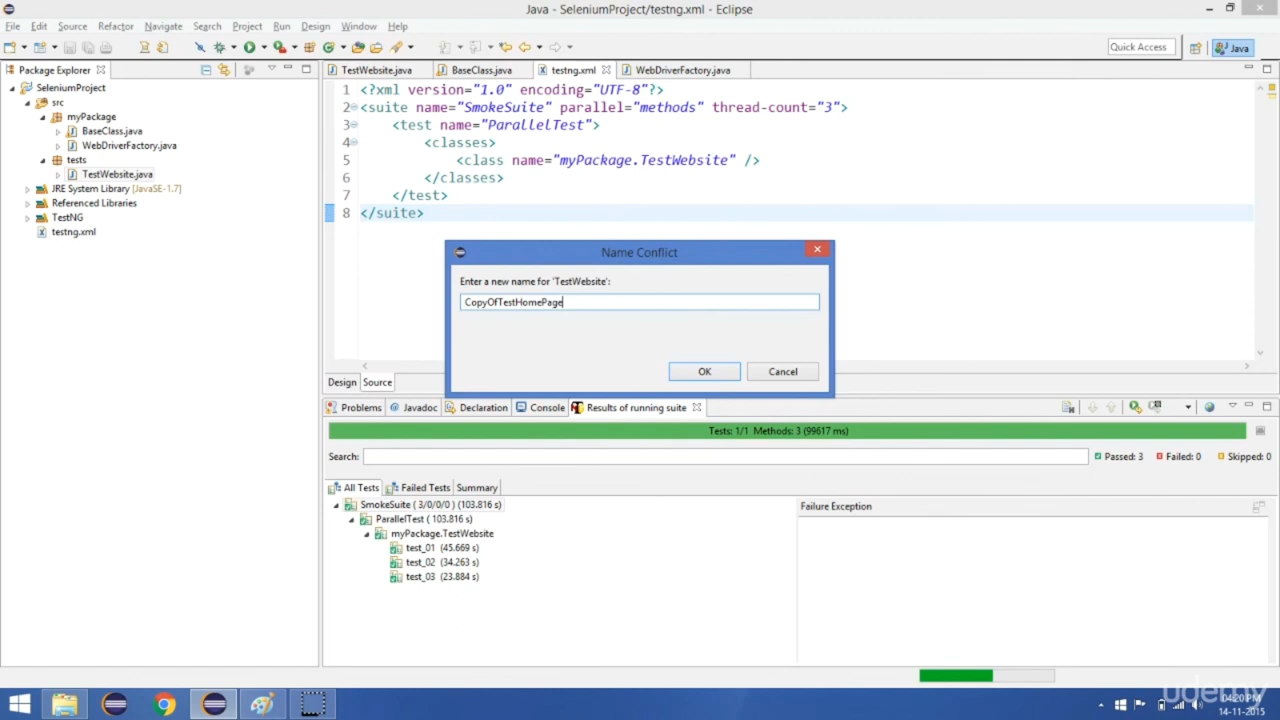 Java - SeleniumProject/testng.xml - Eclipse
File Edit Source Refactor Navigate Search Project Run Design Window Help
Quick Access
Java
Package Explorer
SeleniumProject
src
myPackage
BaseClass.java
WebDriverFactory.java
tests
TestWebsite.java
JRE System Library [JavaSE-1.7]
Referenced Libraries
TestNG
testng.xml
TestWebsite.java BaseClass.java testng.xml WebDriverFactory.java
1 <?xml version="1.0" encoding="UTF-8"?>
2 <suite name="SmokeSuite" parallel="methods" thread-count="3">
3 <test name="ParallelTest">
4 <classes>
5 <class name="myPackage.TestWebsite" />
6 </classes>
7 </test>
8 </suite>
Name Conflict
Enter a new name for 'TestWebsite':
CopyOfTestHomePage
OK Cancel
Design Source
Problems @ Javadoc Declaration Console Results of running suite
Tests: 1/1 Methods: 3 (99617 ms)
Search: Passed: 3 Failed: 0 Skipped: 0
All Tests Failed Tests Summary
SmokeSuite ( 3/0/0/0 ) (103.816 s)
ParallelTest ( 103.816 s)
myPackage.TestWebsite
test_01 (45.669 s)
test_02 (34.263 s)
test_03 (23.884 s)
Failure Exception
udemy
04:20 PM
14-11-2015